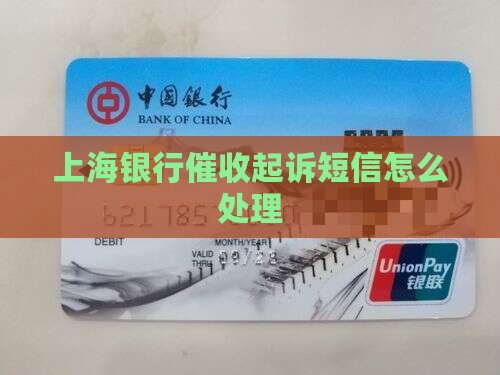 中国银行
BANK OF CHINA
上海银行催收起诉短信怎么
处理
DEBIT
MONTH/YEAR
VALID
THRU
UnionPay
银联